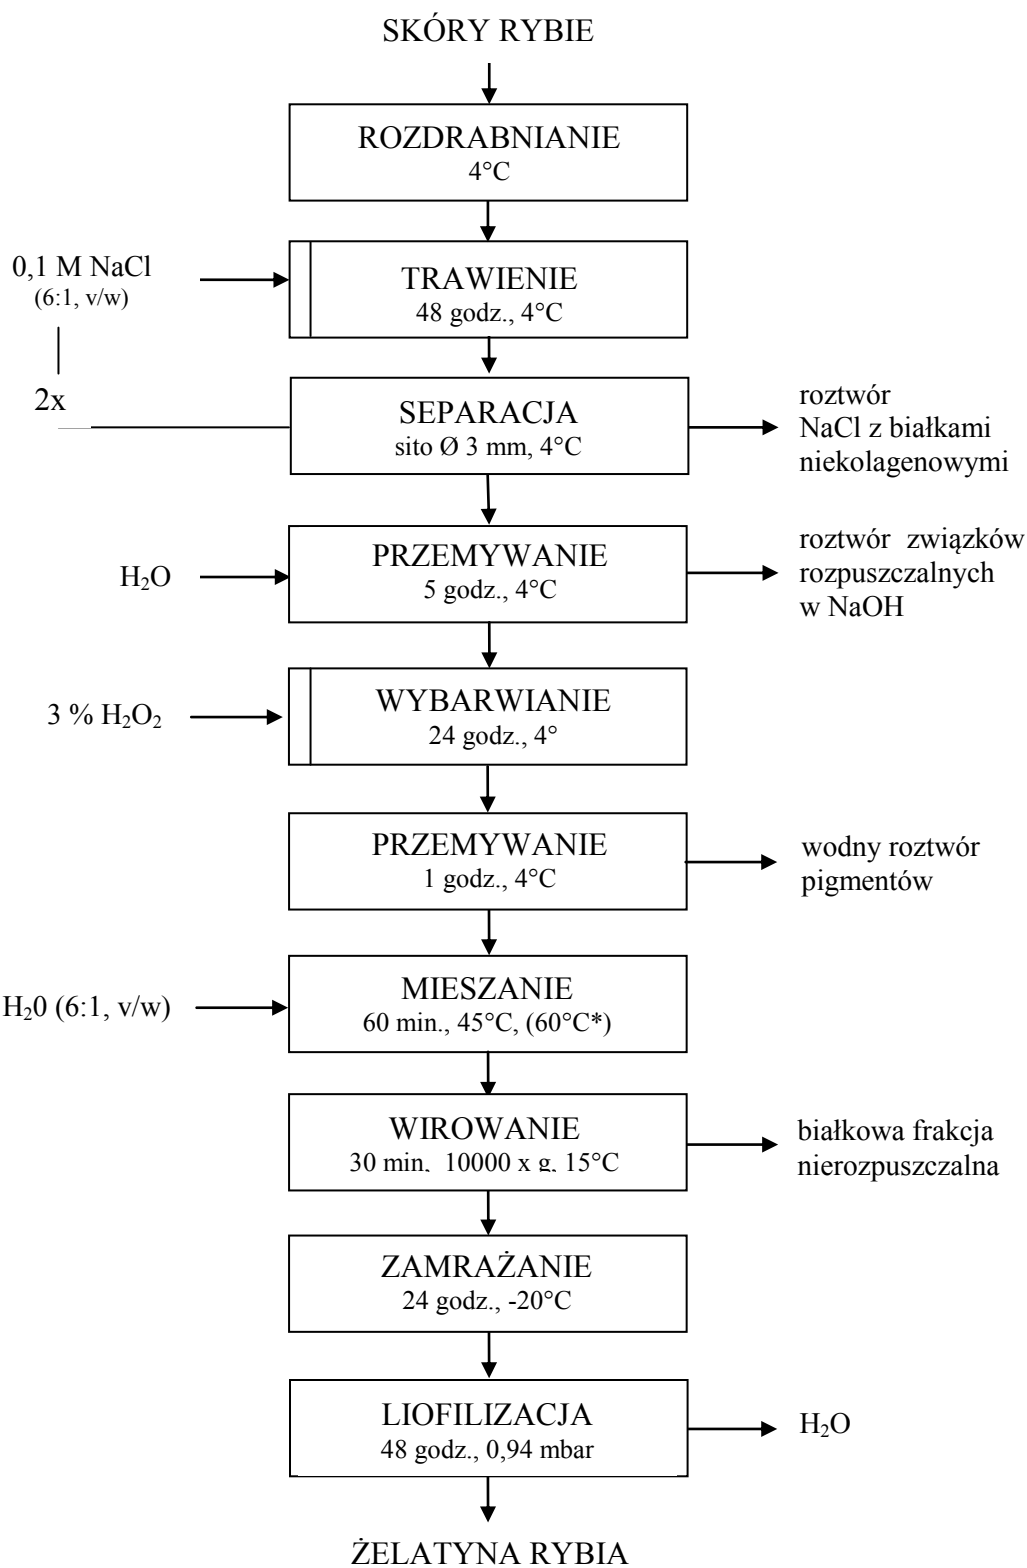 SKÓRY RYBIE
ROZDRABNIANIE
4°C
0,1 M NaCl
(6:1, v/w)
TRAWIENIE
48 godz., 4°C
2x
SEPARACJA
sito Ø 3 mm, 4°C
roztwór
NaCl z białkami
niekolagenowymi
H₂O
PRZEMYWANIE
5 godz., 4°C
roztwór związków
rozpuszczalnych
w NaOH
3 % H₂O₂
WYBARWIANIE
24 godz., 4°
PRZEMYWANIE
1 godz., 4°C
wodny roztwór
pigmentów
H₂0 (6:1, v/w)
MIESZANIE
60 min., 45°C, (60°C*)
WIROWANIE
30 min, 10000 x g, 15°C
białkowa frakcja
nierozpuszczalna
ZAMRAŻANIE
24 godz., -20°C
LIOFILIZACJA
48 godz., 0,94 mbar
H₂O
ŻELATYNA RYBIA